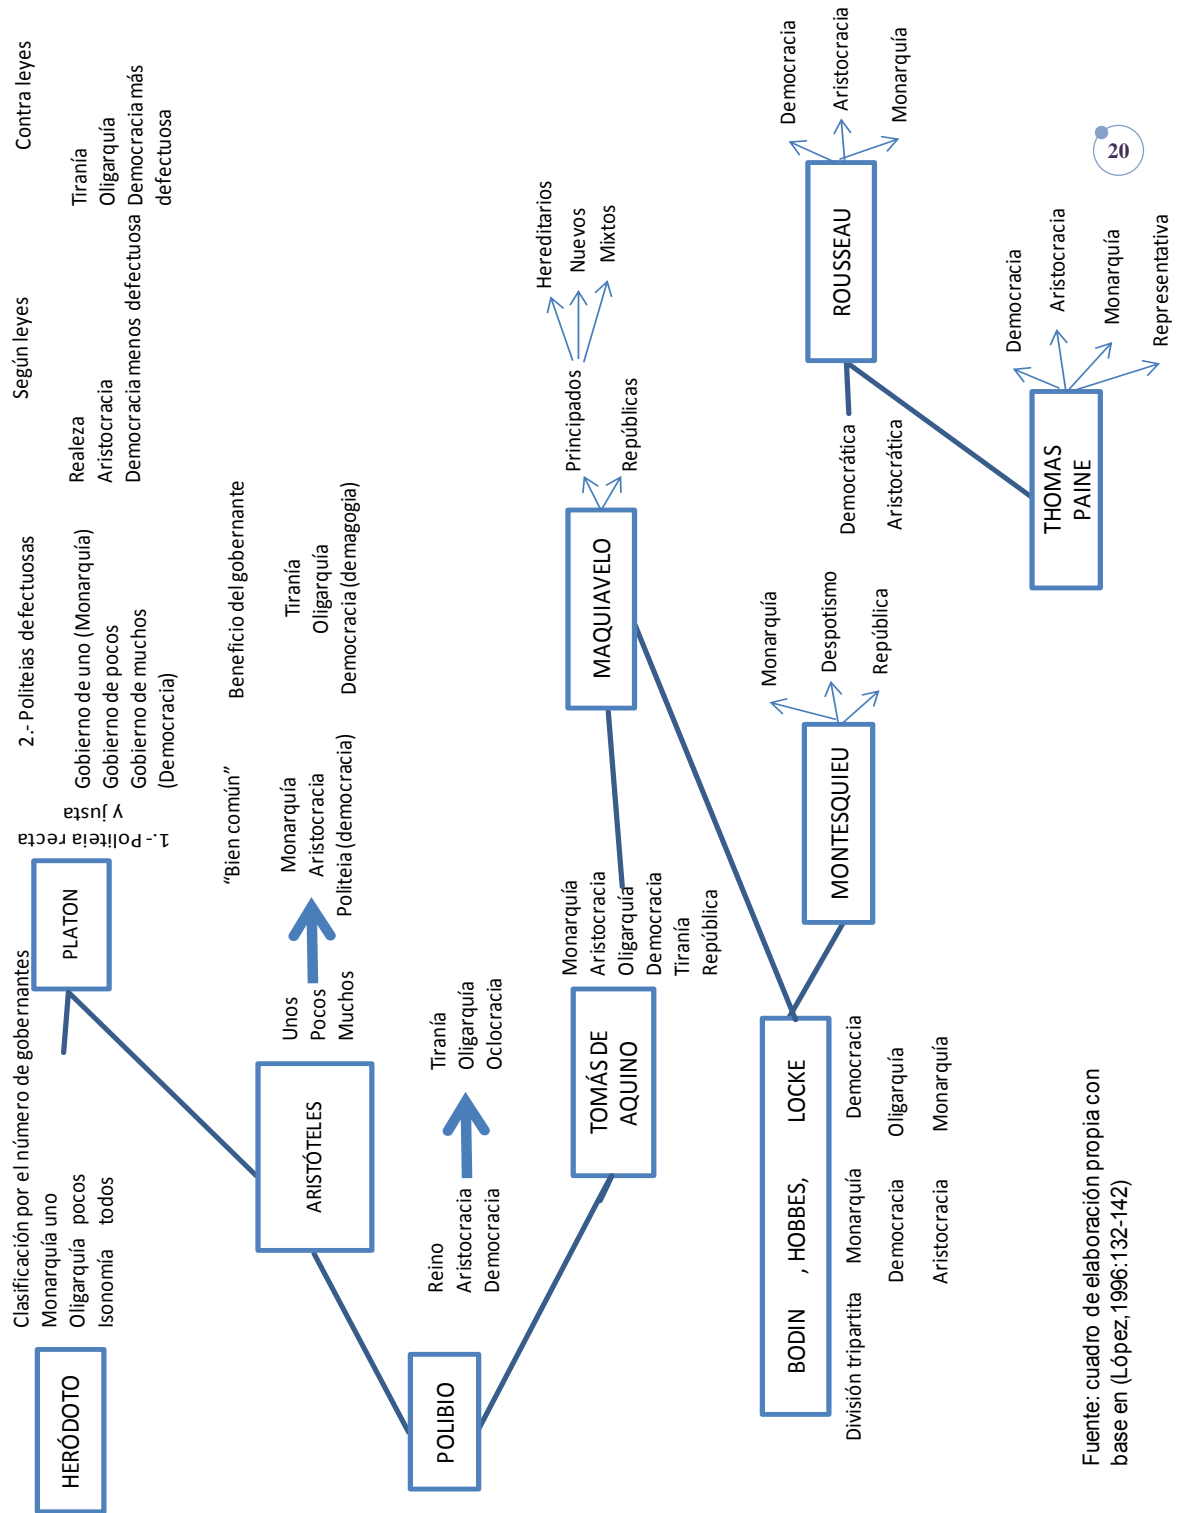 HERÓDOTO
Clasificación por el número de gobernantes
Monarquía uno
Oligarquía pocos
Isonomía todos
PLATON
1.-Politeia recta
y justa
2.- Politeias defectuosas
Gobierno de uno (Monarquía)
Gobierno de pocos
Gobierno de muchos
(Democracia)
Según leyes
Realeza
Aristocracia
Democracia menos defectuosa
Contra leyes
Tiranía
Oligarquía
Democracia más
defectuosa
ARISTÓTELES
Unos
Pocos
Muchos
“Bien común”
Monarquía
Aristocracia
Politeia (democracia)
Beneficio del gobernante
Tiranía
Oligarquía
Democracia (demagogia)
POLIBIO
Reino
Aristocracia
Democracia
Tiranía
Oligarquía
Oclocracia
TOMÁS DE
AQUINO
Monarquía
Aristocracia
Oligarquía
Democracia
Tiranía
República
MAQUIAVELO
Principados
Repúblicas
Hereditarios
Nuevos
Mixtos
BODIN , HOBBES, LOCKE
División tripartita Monarquía Democracia
Democracia Oligarquía
Aristocracia Monarquía
MONTESQUIEU
Monarquía
Despotismo
República
Democrática
Aristocrática
ROUSSEAU
Democracia
Aristocracia
Monarquía
THOMAS
PAINE
Democracia
Aristocracia
Monarquía
Representativa
Fuente: cuadro de elaboración propia con
base en (López,1996:132-142)
20